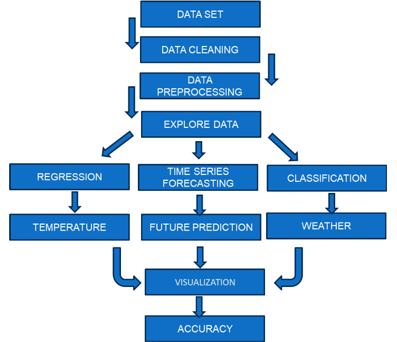 DATA SET
DATA CLEANING
DATA
PREPROCESSING
EXPLORE DATA
REGRESSION
TIME SERIES
FORECASTING
CLASSIFICATION
TEMPERATURE
FUTURE PREDICTION
WEATHER
VISUALIZATION
ACCURACY